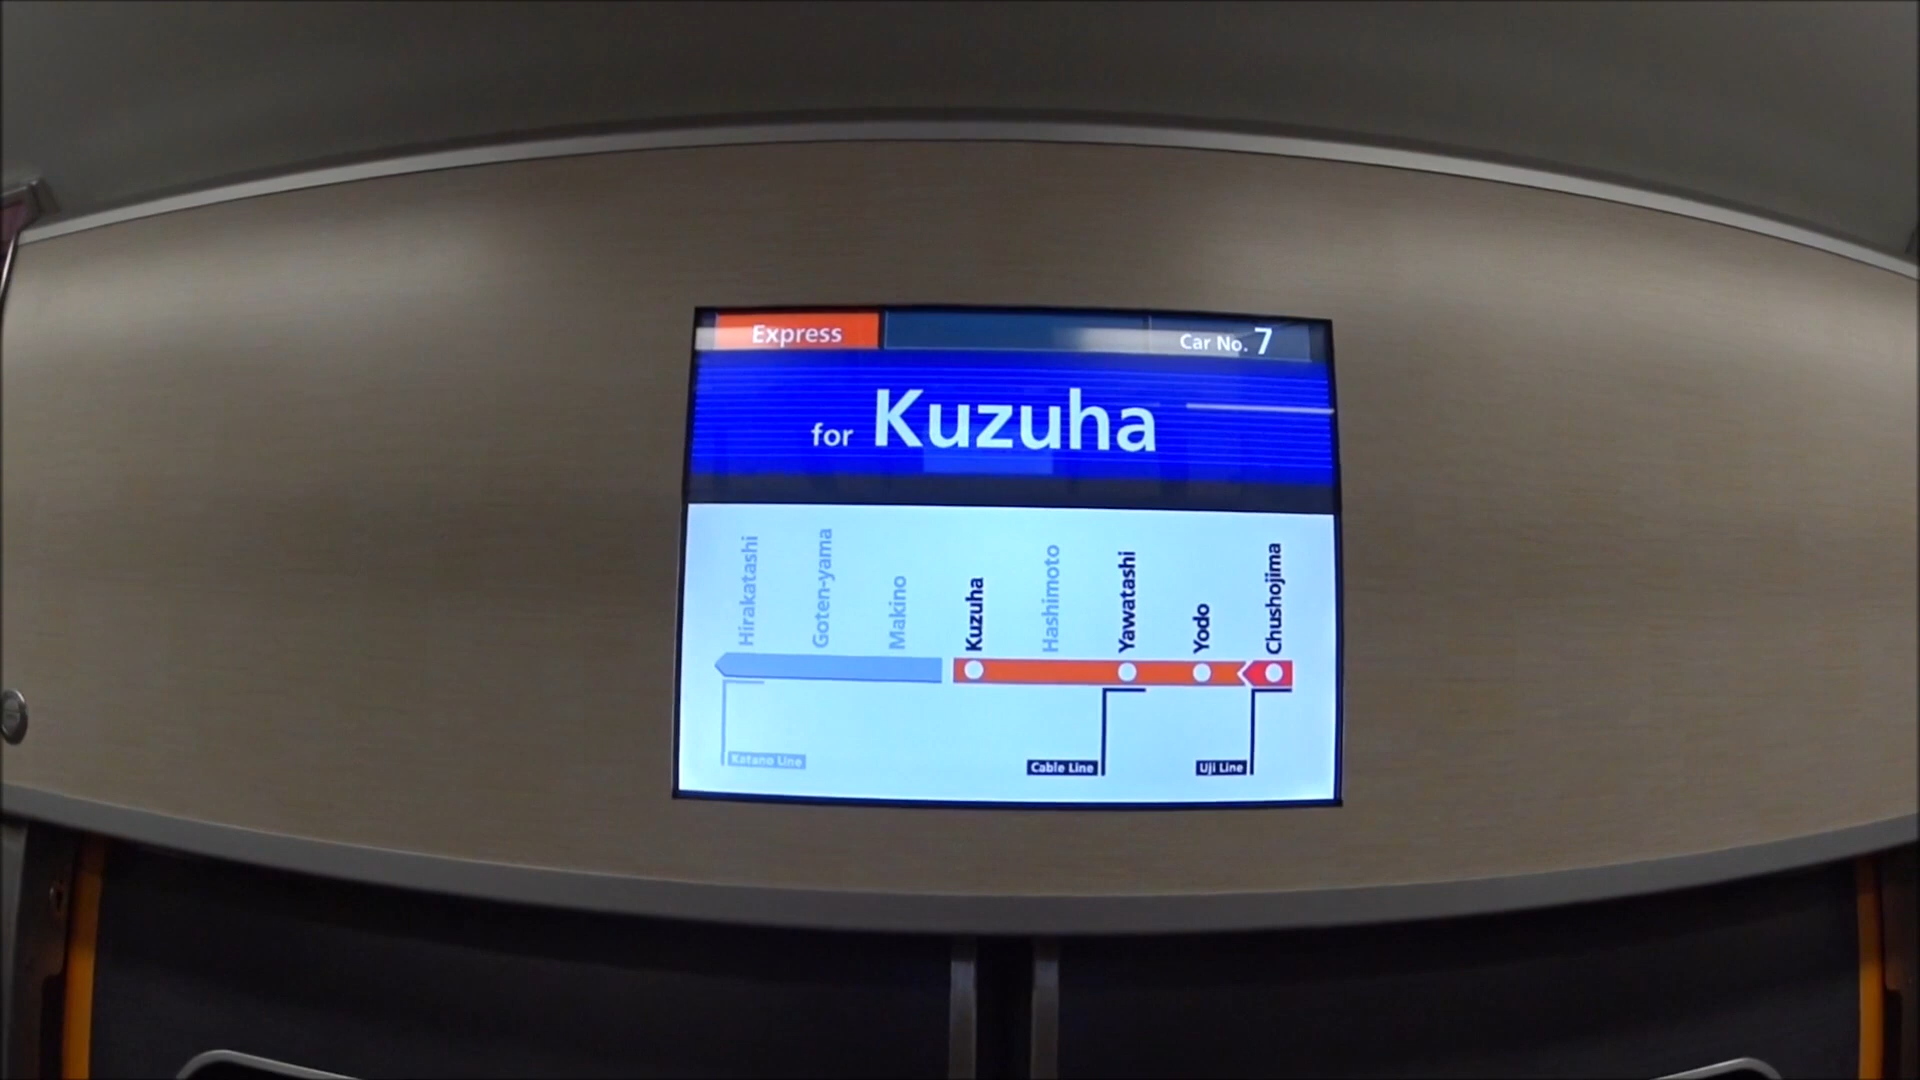 Express
Car No. 7
for Kuzuha
Hirakatashi
Goten-yama
Makino
Kuzuha
Hashimoto
Yawatashi
Yodo
Chushojima
Katano Line
Cable Line
Uji Line